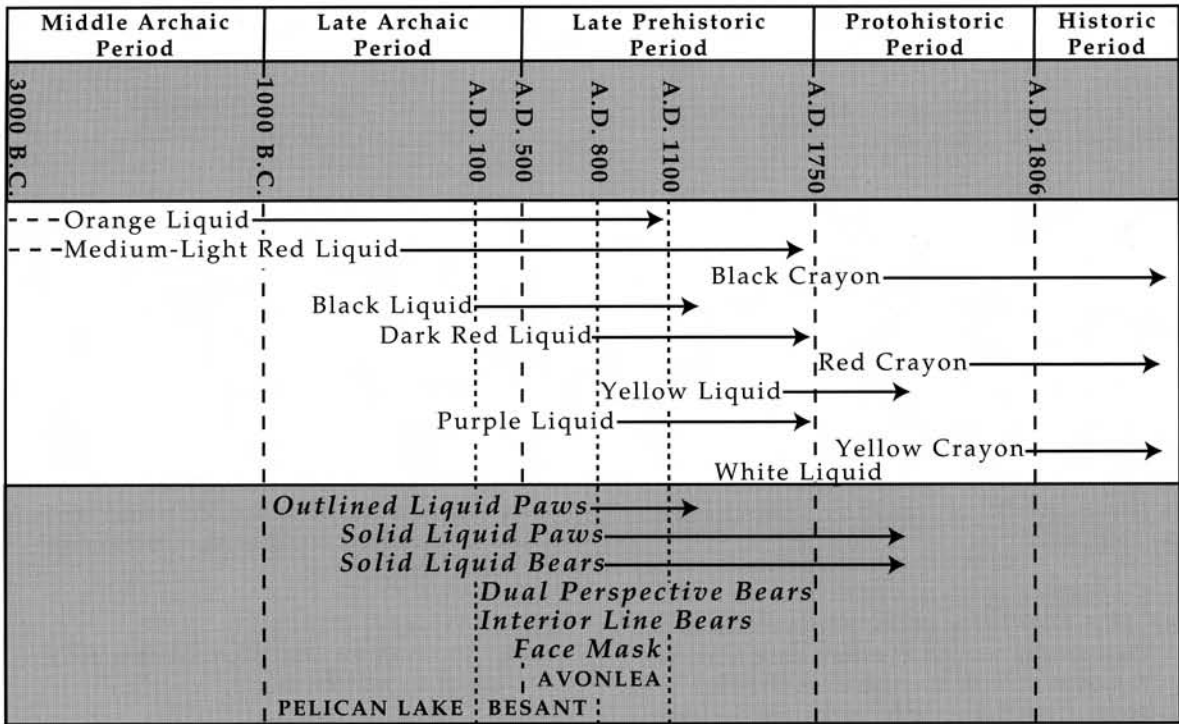 Middle Archaic Period
Late Archaic Period
Late Prehistoric Period
Protohistoric Period
Historic Period
3000 B.C.
1000 B.C.
A.D. 100
A.D. 500
A.D. 800
A.D. 1100
A.D. 1750
A.D. 1806
Orange Liquid
Medium-Light Red Liquid
Black Crayon
Black Liquid
Dark Red Liquid
Red Crayon
Yellow Liquid
Purple Liquid
Yellow Crayon
White Liquid
Outlined Liquid Paws
Solid Liquid Paws
Solid Liquid Bears
Dual Perspective Bears
Interior Line Bears
Face Mask
AVONLEA
PELICAN LAKE BESANT